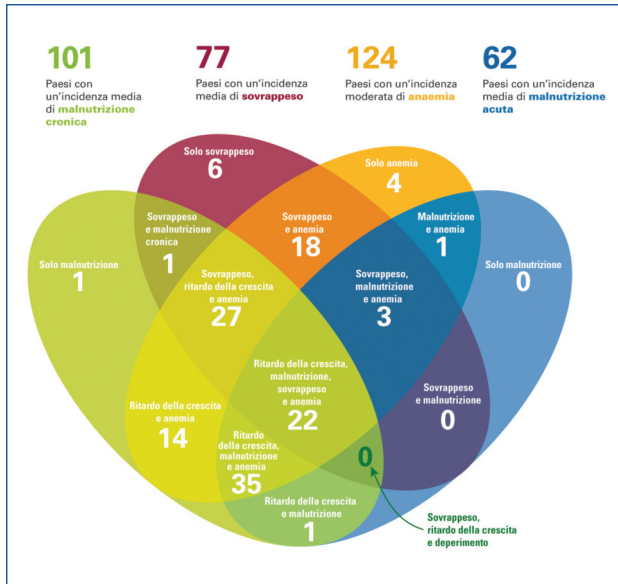 101
Paesi con
un'incidenza media
di malnutrizione
cronica
77
Paesi con un'incidenza
media di sovrappeso
124
Paesi con un'incidenza
moderata di anaemia
62
Paesi con un'incidenza
media di malnutrizione
acuta
Solo sovrappeso
6
Solo anemia
4
Sovrappeso
e malnutrizione
cronica
1
Sovrappeso
e anemia
18
Malnutrizione
e anemia
1
Solo malnutrizione
1
Solo malnutrizione
0
Sovrappeso,
ritardo della crescita
e anemia
27
Sovrappeso,
malnutrizione
e anemia
3
Ritardo della crescita,
malnutrizione,
sovrappeso
e anemia
22
Ritardo della crescita
e anemia
14
Sovrappeso
e malnutrizione
0
Ritardo
della crescita,
malnutrizione
e anemia
35
0
Ritardo della crescita
e malutrizione
1
Sovrappeso,
ritardo della crescita
e deperimento